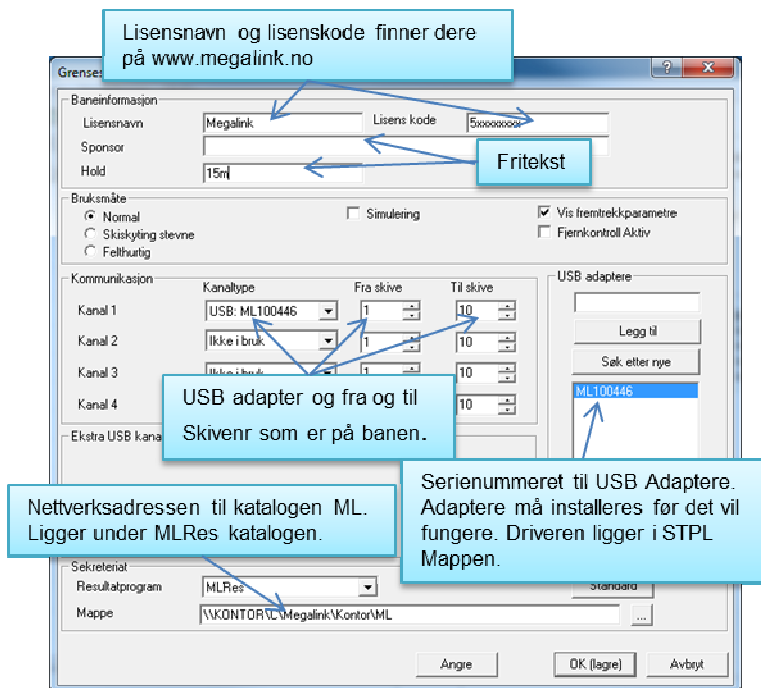 Lisensnavn og lisenskode finner dere
på www.megalink.no
Baneinformasjon
Lisensnavn Megalink Lisens kode 5xxxxxxxx
Sponsor
Hold 15m
Fritekst
Bruksmåte
Normal Simulering Vis fremtrekkparametre
Skiskyting stevne Fjernkontroll Aktiv
Felthurtig
Kommunikasjon USB adaptere
Kanaltype Fra skive Til skive
Kanal 1 USB: ML100446 1 10
Legg til
Kanal 2 Ikke i bruk 1 10
Søk etter nye
Kanal 3 Ikke i bruk 1 10
ML100446
Kanal 4 10
USB adapter og fra og til
Skivenr som er på banen.
Ekstra USB
Serienummeret til USB Adaptere.
Adaptere må installeres før det vil
fungere. Driveren ligger i STPL
Mappen.
Nettverksadressen til katalogen ML.
Ligger under MLRes katalogen.
Sekreteriat
Resultatprogram MLRes Standard
Mappe \\KONTOR\C\Megalink\Kontor\ML ...
Angre OK (lagre) Avbryt